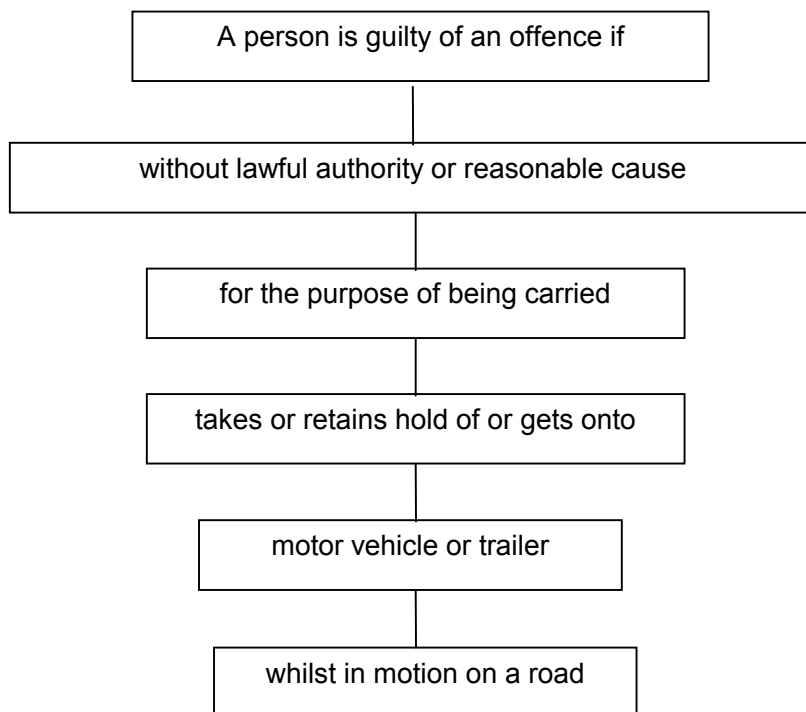 A person is guilty of an offence if
without lawful authority or reasonable cause
for the purpose of being carried
takes or retains hold of or gets onto
motor vehicle or trailer
whilst in motion on a road